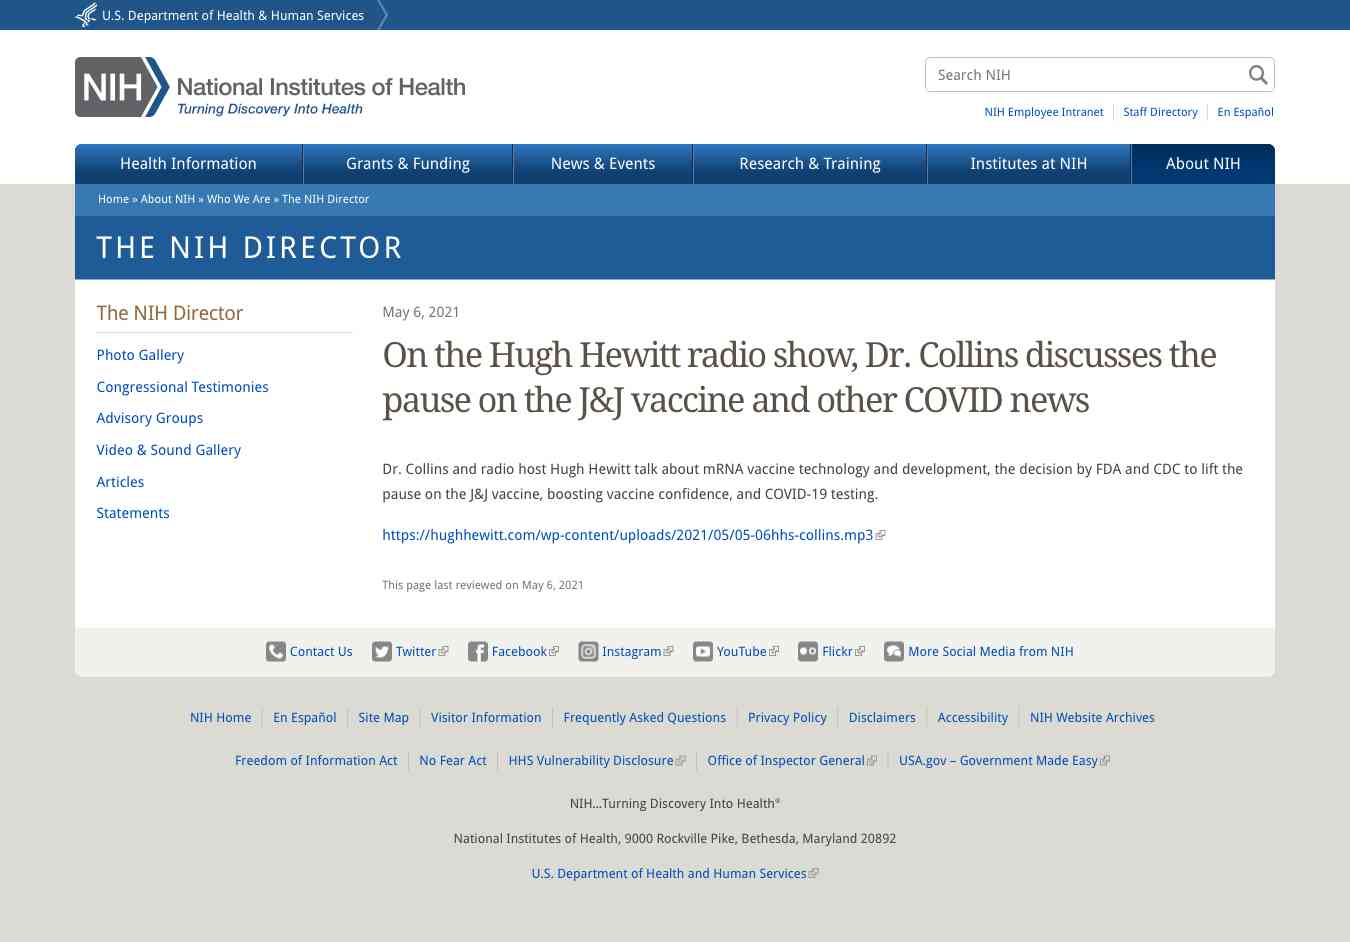 U.S. Department of Health & Human Services
NIH National Institutes of Health
Turning Discovery Into Health
Search NIH
NIH Employee Intranet Staff Directory En Español
Health Information Grants & Funding News & Events Research & Training Institutes at NIH About NIH
Home » About NIH » Who We Are » The NIH Director
THE NIH DIRECTOR
The NIH Director
Photo Gallery
Congressional Testimonies
Advisory Groups
Video & Sound Gallery
Articles
Statements
May 6, 2021
On the Hugh Hewitt radio show, Dr. Collins discusses the
pause on the J&J vaccine and other COVID news
Dr. Collins and radio host Hugh Hewitt talk about mRNA vaccine technology and development, the decision by FDA and CDC to lift the
pause on the J&J vaccine, boosting vaccine confidence, and COVID-19 testing.
https://hughhewitt.com/wp-content/uploads/2021/05/05-06hhs-collins.mp3
This page last reviewed on May 6, 2021
Contact Us Twitter Facebook Instagram YouTube Flickr More Social Media from NIH
NIH Home En Español Site Map Visitor Information Frequently Asked Questions Privacy Policy Disclaimers Accessibility NIH Website Archives
Freedom of Information Act No Fear Act HHS Vulnerability Disclosure Office of Inspector General USA.gov – Government Made Easy
NIH…Turning Discovery Into Health®
National Institutes of Health, 9000 Rockville Pike, Bethesda, Maryland 20892
U.S. Department of Health and Human Services